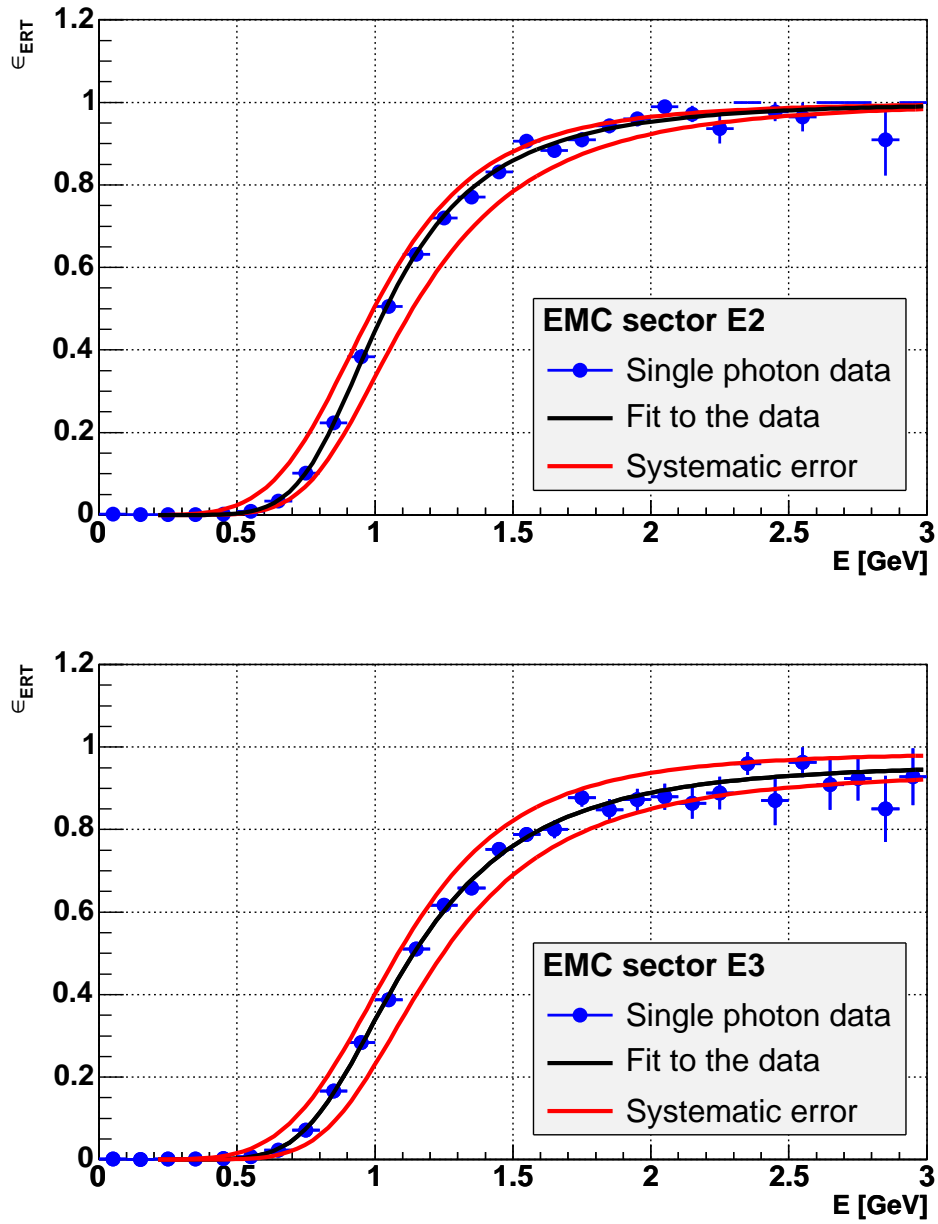 1.2
ϵERT
1
0.8
0.6
EMC sector E2
Single photon data
0.4
Fit to the data
0.2
Systematic error
0
0 0.5 1 1.5 2 2.5 3
E [GeV]
1.2
ϵERT
1
0.8
0.6
EMC sector E3
Single photon data
0.4
Fit to the data
0.2
Systematic error
0
0 0.5 1 1.5 2 2.5 3
E [GeV]